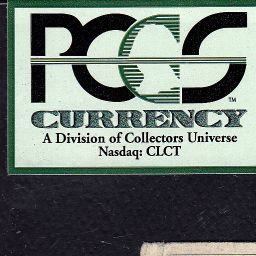 PCGS
TM
CURRENCY
A Division of Collectors Universe
Nasdaq: CLCT